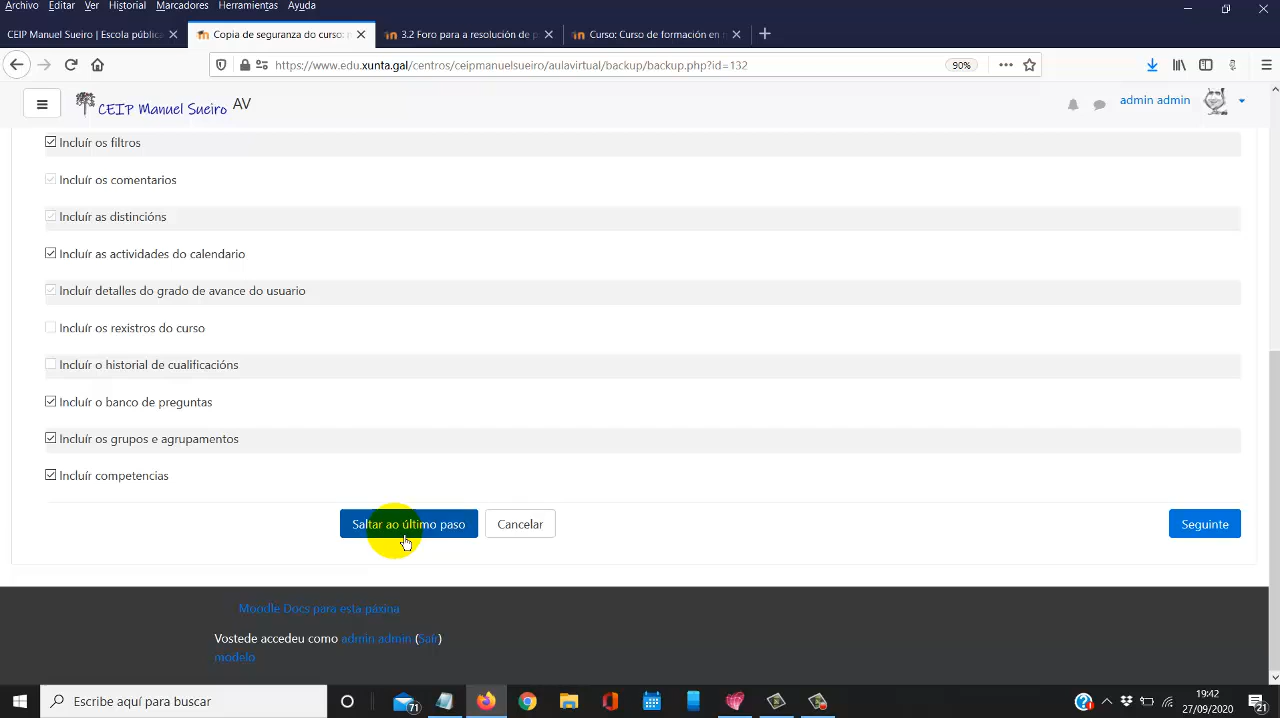 Archivo Editar Ver Historial Marcadores Herramientas Ayuda
CEIP Manuel Sueiro | Escola pública
Copia de seguranza do curso:
3.2 Foro para a resolución de p
Curso: Curso de formación en
https://www.edu.xunta.gal/centros/ceipmanuelsueiro/aulavirtual/backup/backup.php?id=132
90%
CEIP Manuel Sueiro AV
admin admin
Incluír os filtros
Incluír os comentarios
Incluír as distincións
Incluír as actividades do calendario
Incluír detalles do grado de avance do usuario
Incluír os rexistros do curso
Incluír o historial de cualificacións
Incluír o banco de preguntas
Incluír os grupos e agrupamentos
Incluír competencias
Saltar ao último paso
Cancelar
Seguinte
Moodle Docs para esta páxina
Vostede accedeu como admin admin (Saír)
modelo
Escribe aquí para buscar
71
19:42
27/09/2020
21